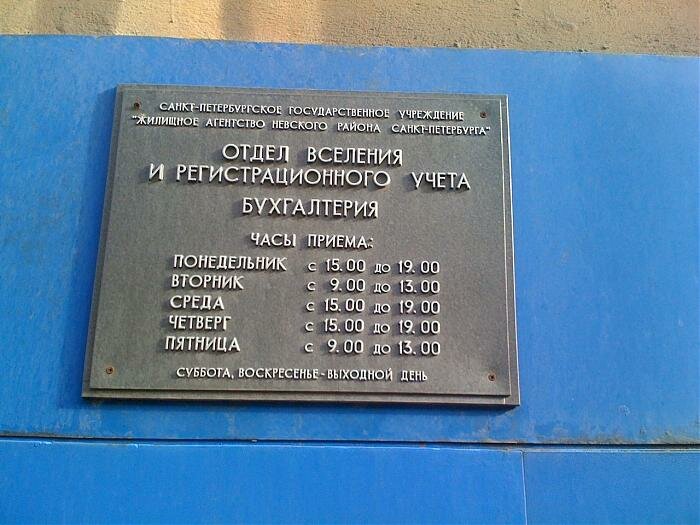 САНКТ-ПЕТЕРБУРГСКОЕ ГОСУДАРСТВЕННОЕ УЧРЕЖДЕНИЕ
"ЖИЛИЩНОЕ АГЕНТСТВО НЕВСКОГО РАЙОНА САНКТ-ПЕТЕРБУРГА"
ОТДЕЛ ВСЕЛЕНИЯ
И РЕГИСТРАЦИОННОГО УЧЕТА
БУХГАЛТЕРИЯ
ЧАСЫ ПРИЕМА:
ПОНЕДЕЛЬНИК с 15.00 до 19.00
ВТОРНИК с 9.00 до 13.00
СРЕДА с 15.00 до 19.00
ЧЕТВЕРГ с 15.00 до 19.00
ПЯТНИЦА с 9.00 до 13.00
СУББОТА, ВОСКРЕСЕНЬЕ - ВЫХОДНОЙ ДЕНЬ